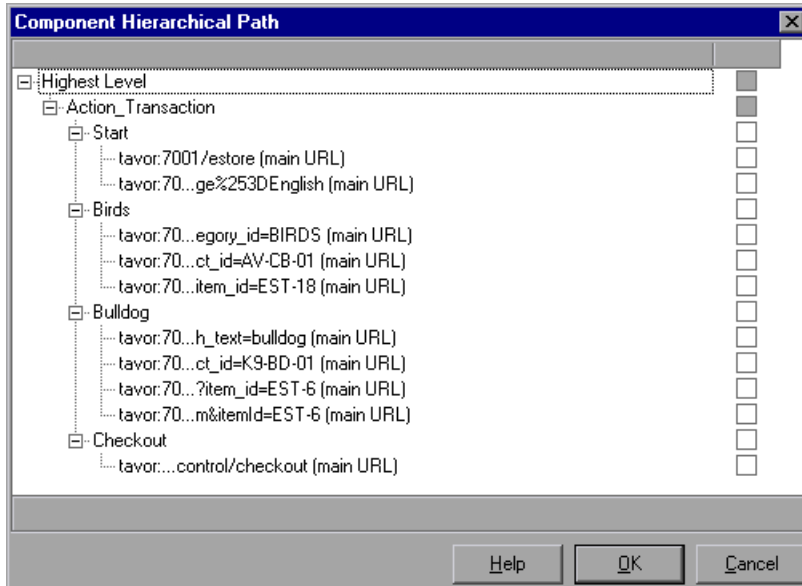 Component Hierarchical Path
Highest Level
Action_Transaction
Start
tavor:7001/estore (main URL)
tavor:70...ge%253DEnglish (main URL)
Birds
tavor:70...egory_id=BIRDS (main URL)
tavor:70...ct_id=AV-CB-01 (main URL)
tavor:70...item_id=EST-18 (main URL)
Bulldog
tavor:70...h_text=bulldog (main URL)
tavor:70...ct_id=K9-BD-01 (main URL)
tavor:70...?item_id=EST-6 (main URL)
tavor:70...m&itemId=EST-6 (main URL)
Checkout
tavor:...control/checkout (main URL)
Help OK Cancel